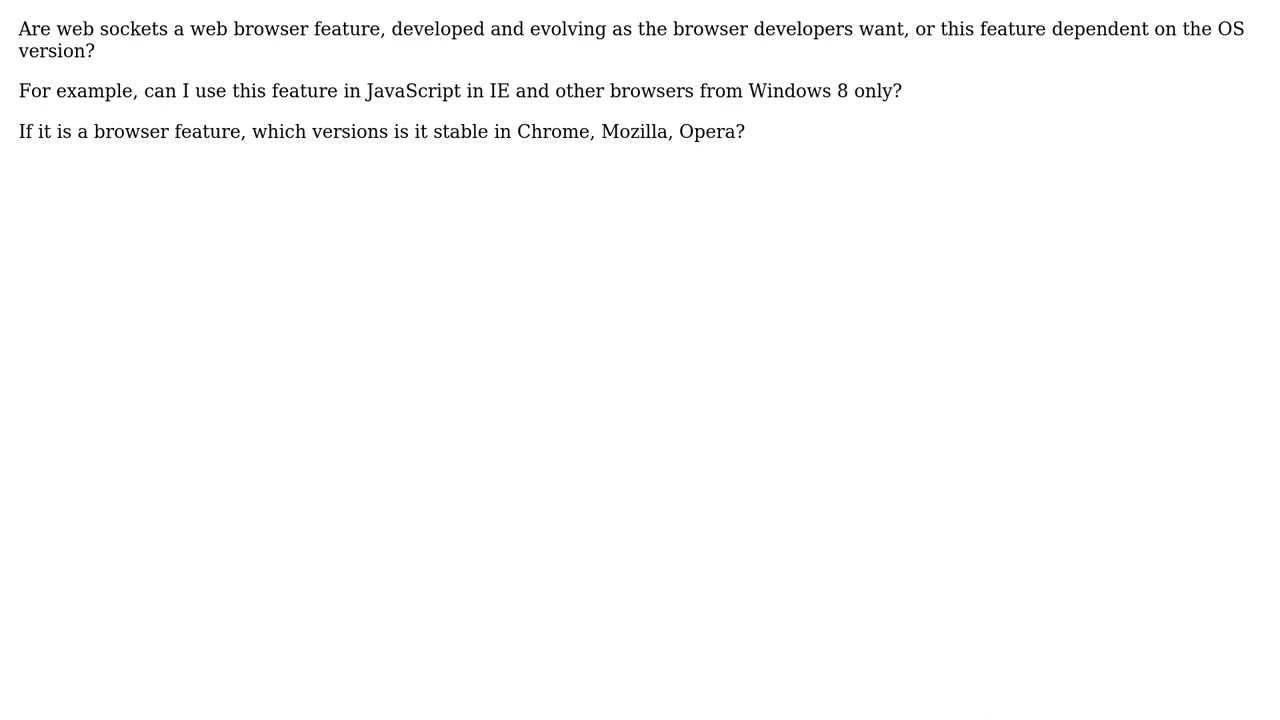 Are web sockets a web browser feature, developed and evolving as the browser developers want, or this feature dependent on the OS
version?
For example, can I use this feature in JavaScript in IE and other browsers from Windows 8 only?
If it is a browser feature, which versions is it stable in Chrome, Mozilla, Opera?